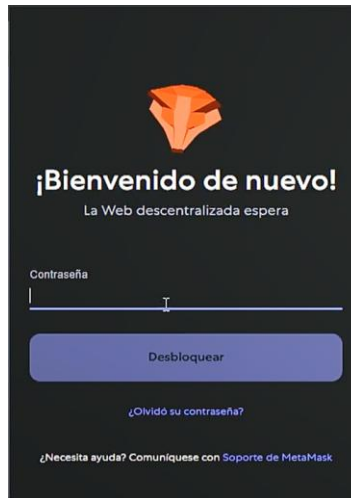 ¡Bienvenido de nuevo!
La Web descentralizada espera
Contraseña
Desbloquear
¿Olvidó su contraseña?
¿Necesita ayuda? Comuníquese con Soporte de MetaMask